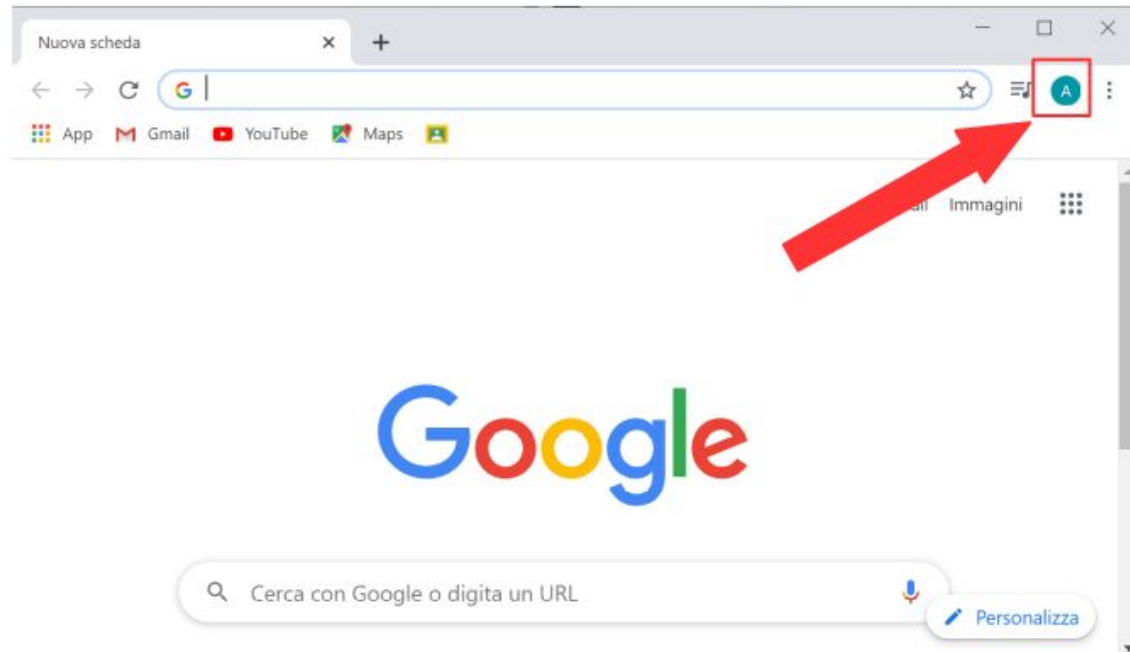 Nuova scheda
A
App Gmail YouTube Maps
Immagini
Google
Cerca con Google o digita un URL
Personalizza